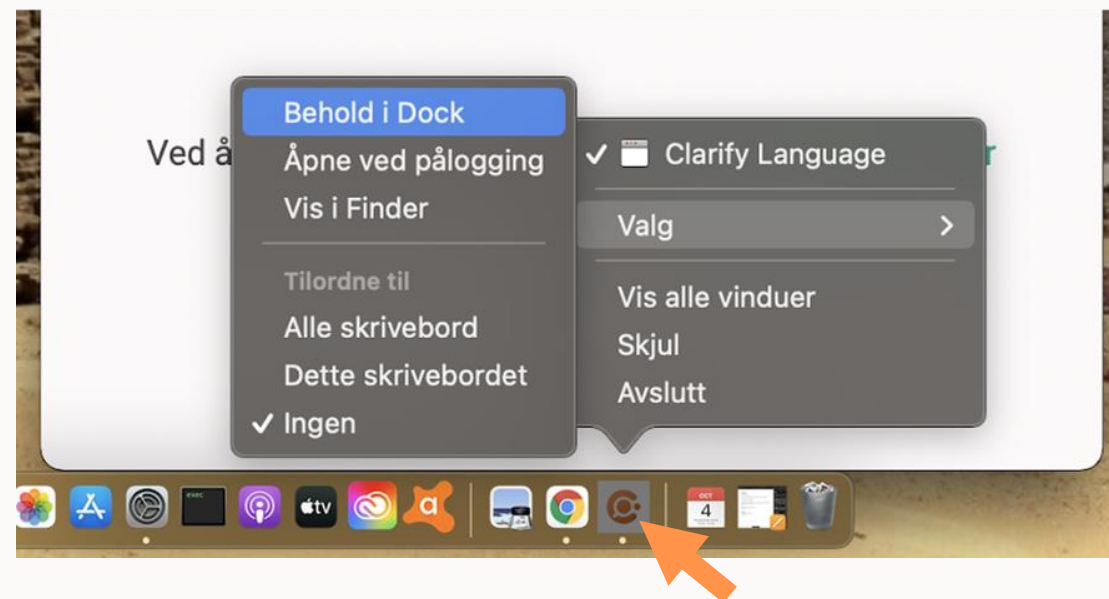 Behold i Dock
Åpne ved pålogging
Vis i Finder
Tilordne til
Alle skrivebord
Dette skrivebordet
Ingen
Ved å
r
Clarify Language
Valg
Vis alle vinduer
Skjul
Avslutt
exec
tv
OCT
4